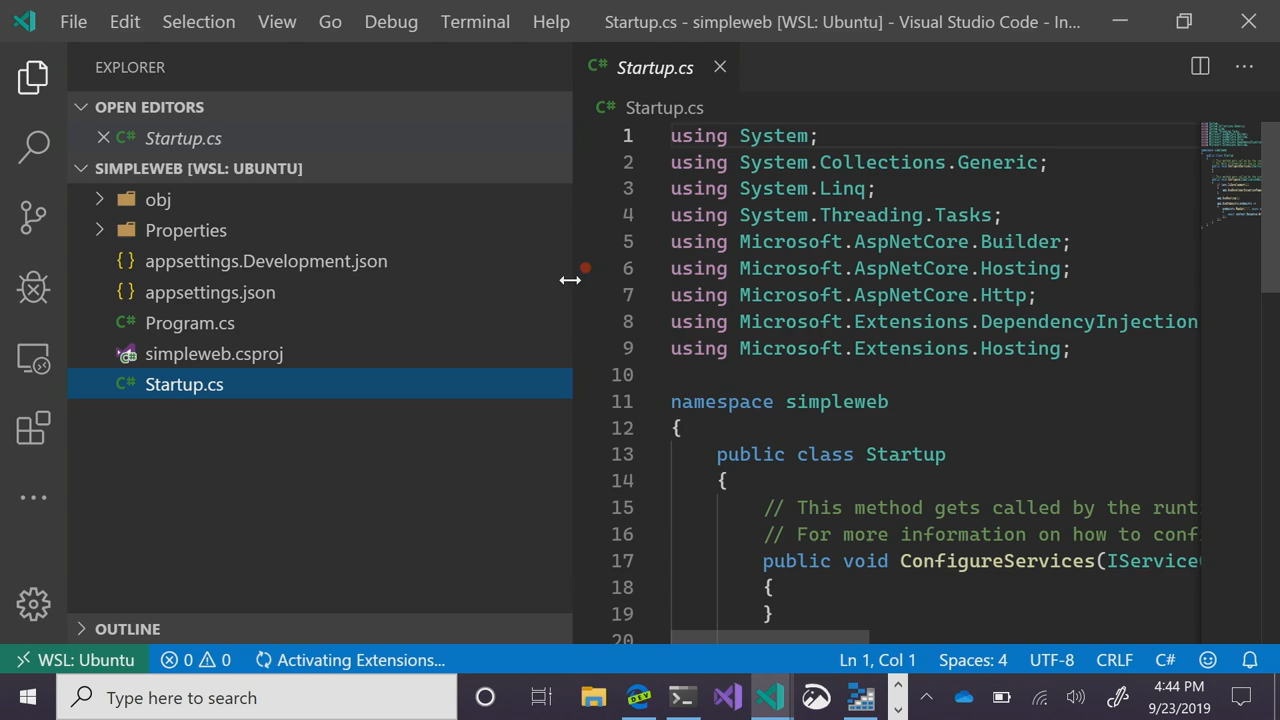 File Edit Selection View Go Debug Terminal Help Startup.cs - simpleweb [WSL: Ubuntu] - Visual Studio Code - In...
EXPLORER
OPEN EDITORS
C# Startup.cs
SIMPLEWEB [WSL: UBUNTU]
obj
Properties
{} appsettings.Development.json
{} appsettings.json
C# Program.cs
simpleweb.csproj
C# Startup.cs
OUTLINE
C# Startup.cs
C# Startup.cs
1 using System;
2 using System.Collections.Generic;
3 using System.Linq;
4 using System.Threading.Tasks;
5 using Microsoft.AspNetCore.Builder;
6 using Microsoft.AspNetCore.Hosting;
7 using Microsoft.AspNetCore.Http;
8 using Microsoft.Extensions.DependencyInjection
9 using Microsoft.Extensions.Hosting;
10
11 namespace simpleweb
12 {
13 public class Startup
14 {
15 // This method gets called by the runt
16 // For more information on how to conf
17 public void ConfigureServices(IService
18 {
19 }
20
WSL: Ubuntu 0 0 Activating Extensions... Ln 1, Col 1 Spaces: 4 UTF-8 CRLF C#
Type here to search
4:44 PM
9/23/2019